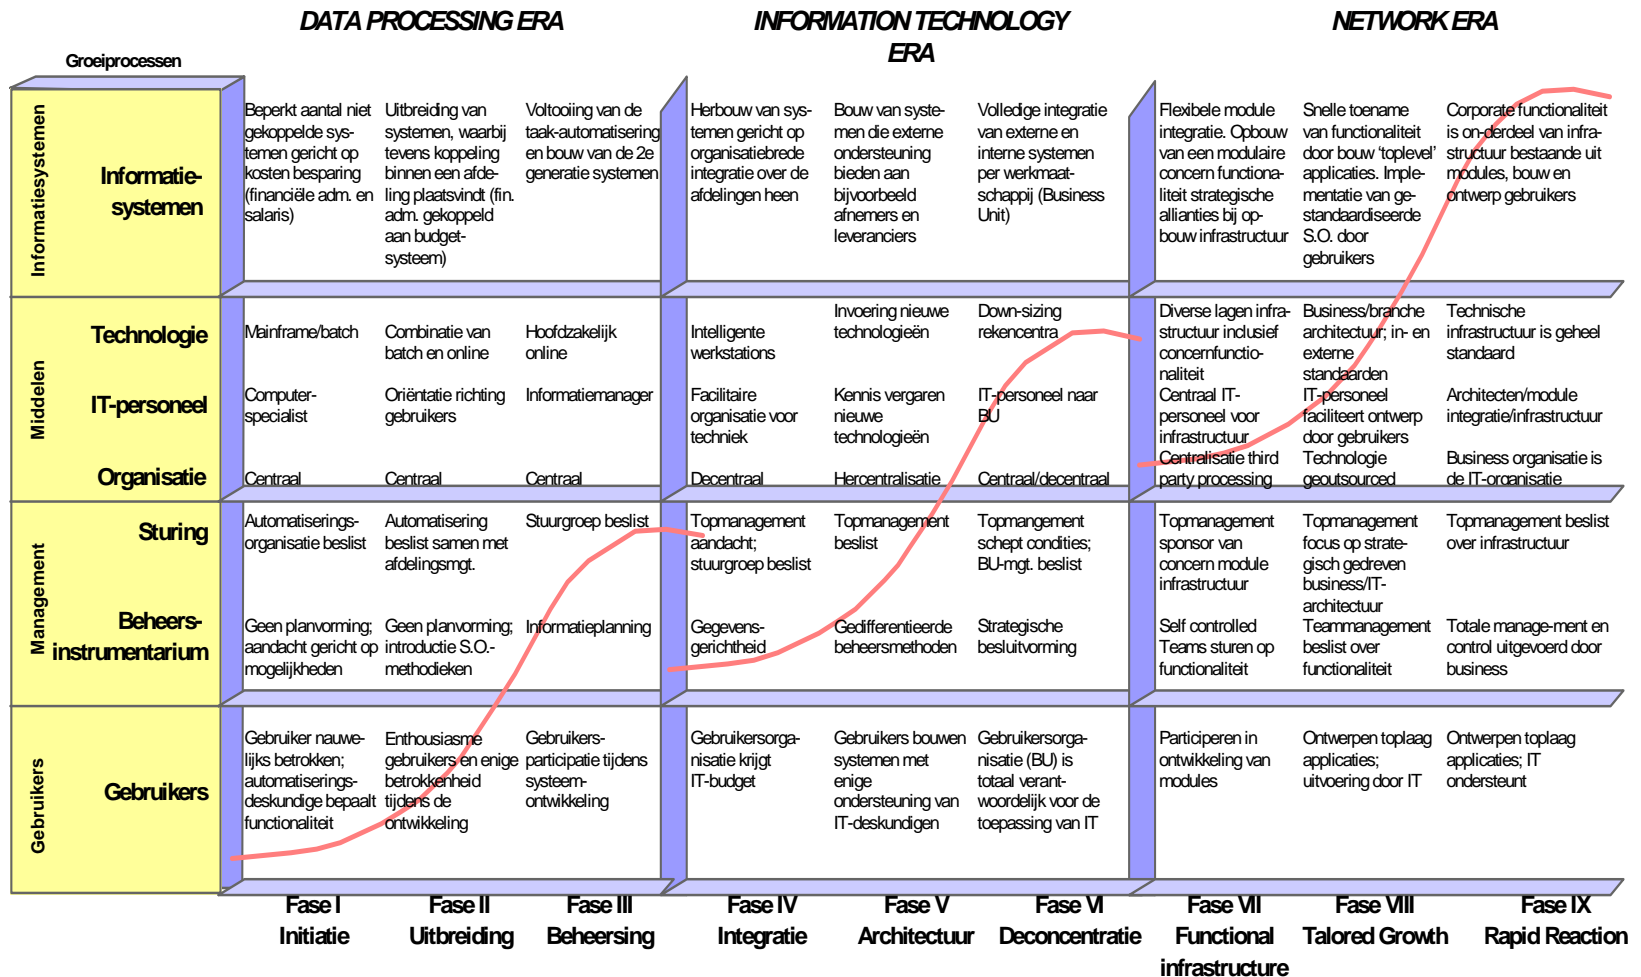 DATA PROCESSING ERA
INFORMATION TECHNOLOGY
ERA
NETWORK ERA
Groeiprocessen
Informatiesystemen
Informatie-
systemen
Beperkt aantal niet
gekoppelde sys-
temen gericht op
kosten besparing
(financiële adm. en
salaris)
Uitbreiding van
systemen, waarbij
tevens koppeling
binnen een afde-
ling plaatsvindt (fin.
adm. gekoppeld
aan budget-
systeem)
Voltooiing van de
taak-automatisering
en bouw van de 2e
generatie systemen
Herbouw van sys-
temen gericht op
organisatiebrede
integratie over de
afdelingen heen
Bouw van syste-
men die externe
ondersteuning
bieden aan
bijvoorbeeld
afnemers en
leveranciers
Volledige integratie
van externe en
interne systemen
per werkmaat-
schappij (Business
Unit)
Flexibele module
integratie. Opbouw
van een modulaire
concern functiona-
liteit strategische
allianties bij op-
bouw infrastructuur
Snelle toename
van functionaliteit
door bouw ‘toplevel’
applicaties. Imple-
mentatie van ge-
standaardiseerde
S.O. door
gebruikers
Corporate functionaliteit
is on-derdeel van infra-
structuur bestaande uit
modules, bouw en
ontwerp gebruikers
Middelen
Technologie
Mainframe/batch
Combinatie van
batch en online
Hoofdzakelijk
online
Intelligente
werkstations
Invoering nieuwe
technologieën
Down-sizing
rekencentra
Diverse lagen infra-
structuur inclusief
concernfunctio-
naliteit
Business/branche
architectuur; in- en
externe
standaarden
Technische
infrastructuur is geheel
standaard
IT-personeel
Computer-
specialist
Oriëntatie richting
gebruikers
Informatiemanager
Facilitaire
organisatie voor
techniek
Kennis vergaren
nieuwe
technologieën
IT-personeel naar
BU
Centraal IT-
personeel voor
infrastructuur
IT-personeel
faciliteert ontwerp
door gebruikers
Architecten/module
integratie/infrastructuur
Organisatie
Centraal
Centraal
Centraal
Decentraal
Hercentralisatie
Centraal/decentraal
Centralisatie third
party processing
Technologie
geoutsourced
Business organisatie is
de IT-organisatie
Management
Sturing
Automatiserings-
organisatie beslist
Automatisering
beslist samen met
afdelingsmgt.
Stuurgroep beslist
Topmanagement
aandacht;
stuurgroep beslist
Topmanagement
beslist
Topmangement
schept condities;
BU-mgt. beslist
Topmanagement
sponsor van
concern module
infrastructuur
Topmanagement
focus op strate-
gisch gedreven
business/IT-
architectuur
Topmanagement beslist
over infrastructuur
Beheers-
instrumentarium
Geen planvorming;
aandacht gericht op
mogelijkheden
Geen planvorming;
introductie S.O.-
methodieken
Informatieplanning
Gegevens-
gerichtheid
Gedifferentieerde
beheersmethoden
Strategische
besluitvorming
Self controlled
Teams sturen op
functionaliteit
Teammanagement
beslist over
functionaliteit
Totale manage-ment en
control uitgevoerd door
business
Gebruikers
Gebruikers
Gebruiker nauwe-
lijks betrokken;
automatiserings-
deskundige bepaalt
functionaliteit
Enthousiasme
gebruikers en enige
betrokkenheid
tijdens de
ontwikkeling
Gebruikers-
participatie tijdens
systeem-
ontwikkeling
Gebruikersorga-
nisatie krijgt
IT-budget
Gebruikers bouwen
systemen met
enige
ondersteuning van
IT-deskundigen
Gebruikersorga-
nisatie (BU) is
totaal verant-
woordelijk voor de
toepassing van IT
Participeren in
ontwikkeling van
modules
Ontwerpen toplaag
applicaties;
uitvoering door IT
Ontwerpen toplaag
applicaties; IT
ondersteunt
Fase I
Initiatie
Fase II
Uitbreiding
Fase III
Beheersing
Fase IV
Integratie
Fase V
Architectuur
Fase VI
Deconcentratie
Fase VII
Functional
infrastructure
Fase VIII
Talored Growth
Fase IX
Rapid Reaction